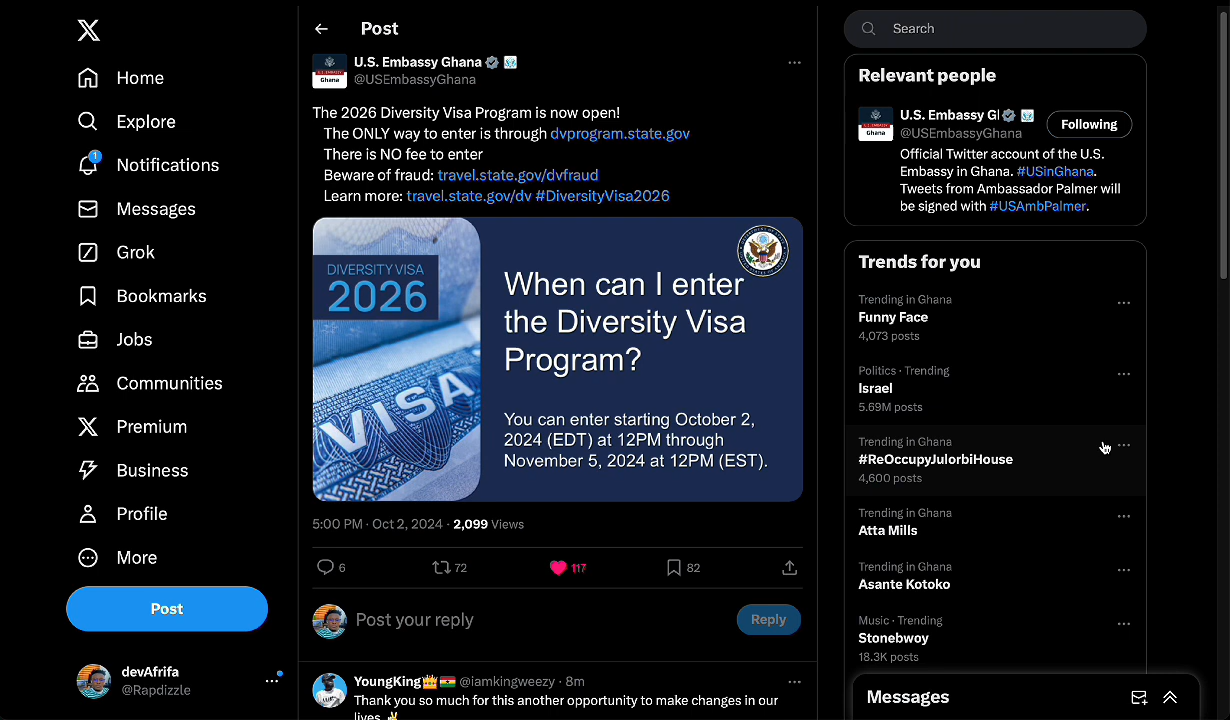 Home
Explore
1
Notifications
Messages
Grok
Bookmarks
Jobs
Communities
Premium
Business
Profile
More
Post
devAfrifa
@Rapdizzle
Post
U.S. Embassy Ghana
@USEmbassyGhana
The 2026 Diversity Visa Program is now open!
The ONLY way to enter is through dvprogram.state.gov
There is NO fee to enter
Beware of fraud: travel.state.gov/dvfraud
Learn more: travel.state.gov/dv #DiversityVisa2026
DIVERSITY VISA
2026
VISA
When can I enter
the Diversity Visa
Program?
You can enter starting October 2,
2024 (EDT) at 12PM through
November 5, 2024 at 12PM (EST).
5:00 PM · Oct 2, 2024 · 2,099 Views
6 72 117 82
Post your reply
Reply
YoungKing👑🇬🇭 @iamkingweezy · 8m
Thank you so much for this another opportunity to make changes in our
lives ✌️
Search
Relevant people
U.S. Embassy Gl
Following
@USEmbassyGhana
Official Twitter account of the U.S.
Embassy in Ghana. #USinGhana.
Tweets from Ambassador Palmer will
be signed with #USAmbPalmer.
Trends for you
Trending in Ghana
Funny Face
4,073 posts
Politics · Trending
Israel
5.69M posts
Trending in Ghana
#ReOccupyJulorbiHouse
4,600 posts
Trending in Ghana
Atta Mills
Trending in Ghana
Asante Kotoko
Music · Trending
Stonebwoy
18.3K posts
Messages